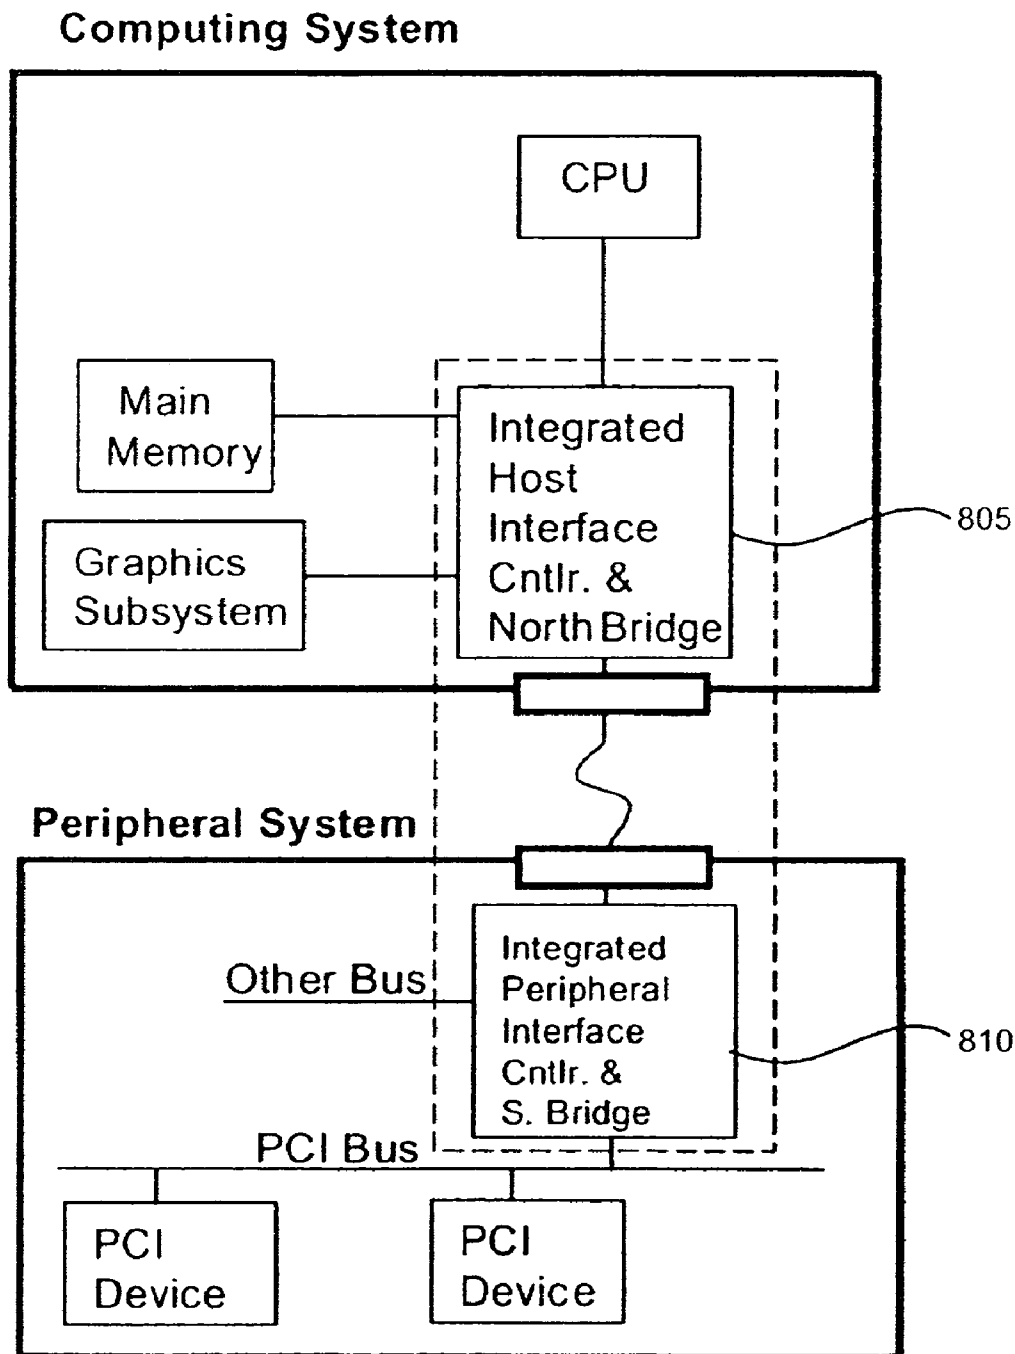 Computing System
CPU
Main
Memory
Graphics
Subsystem
Integrated
Host
Interface
Cntlr. &
North Bridge
805
Peripheral System
Other Bus
Integrated
Peripheral
Interface
Cntlr. &
S. Bridge
810
PCI Bus
PCI
Device
PCI
Device